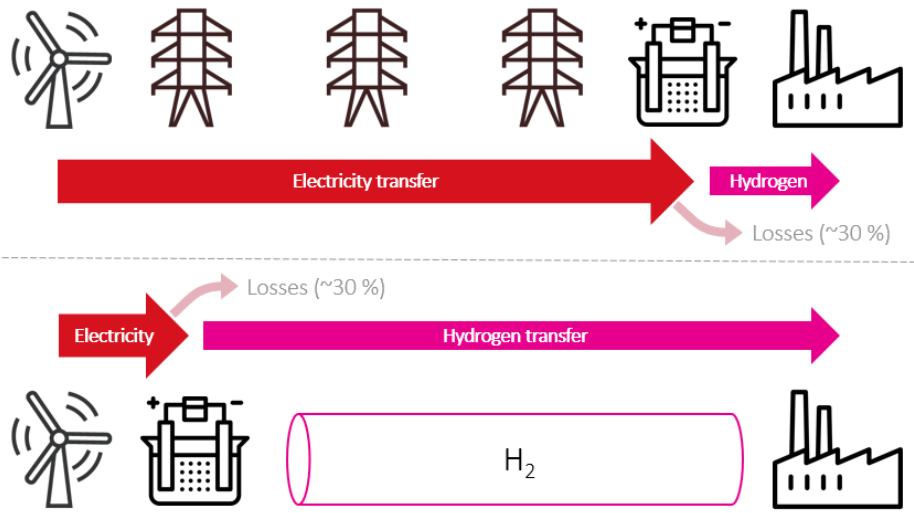 + −
Electricity transfer
Hydrogen
Losses (~30 %)
Losses (~30 %)
Electricity
Hydrogen transfer
+ −
H₂